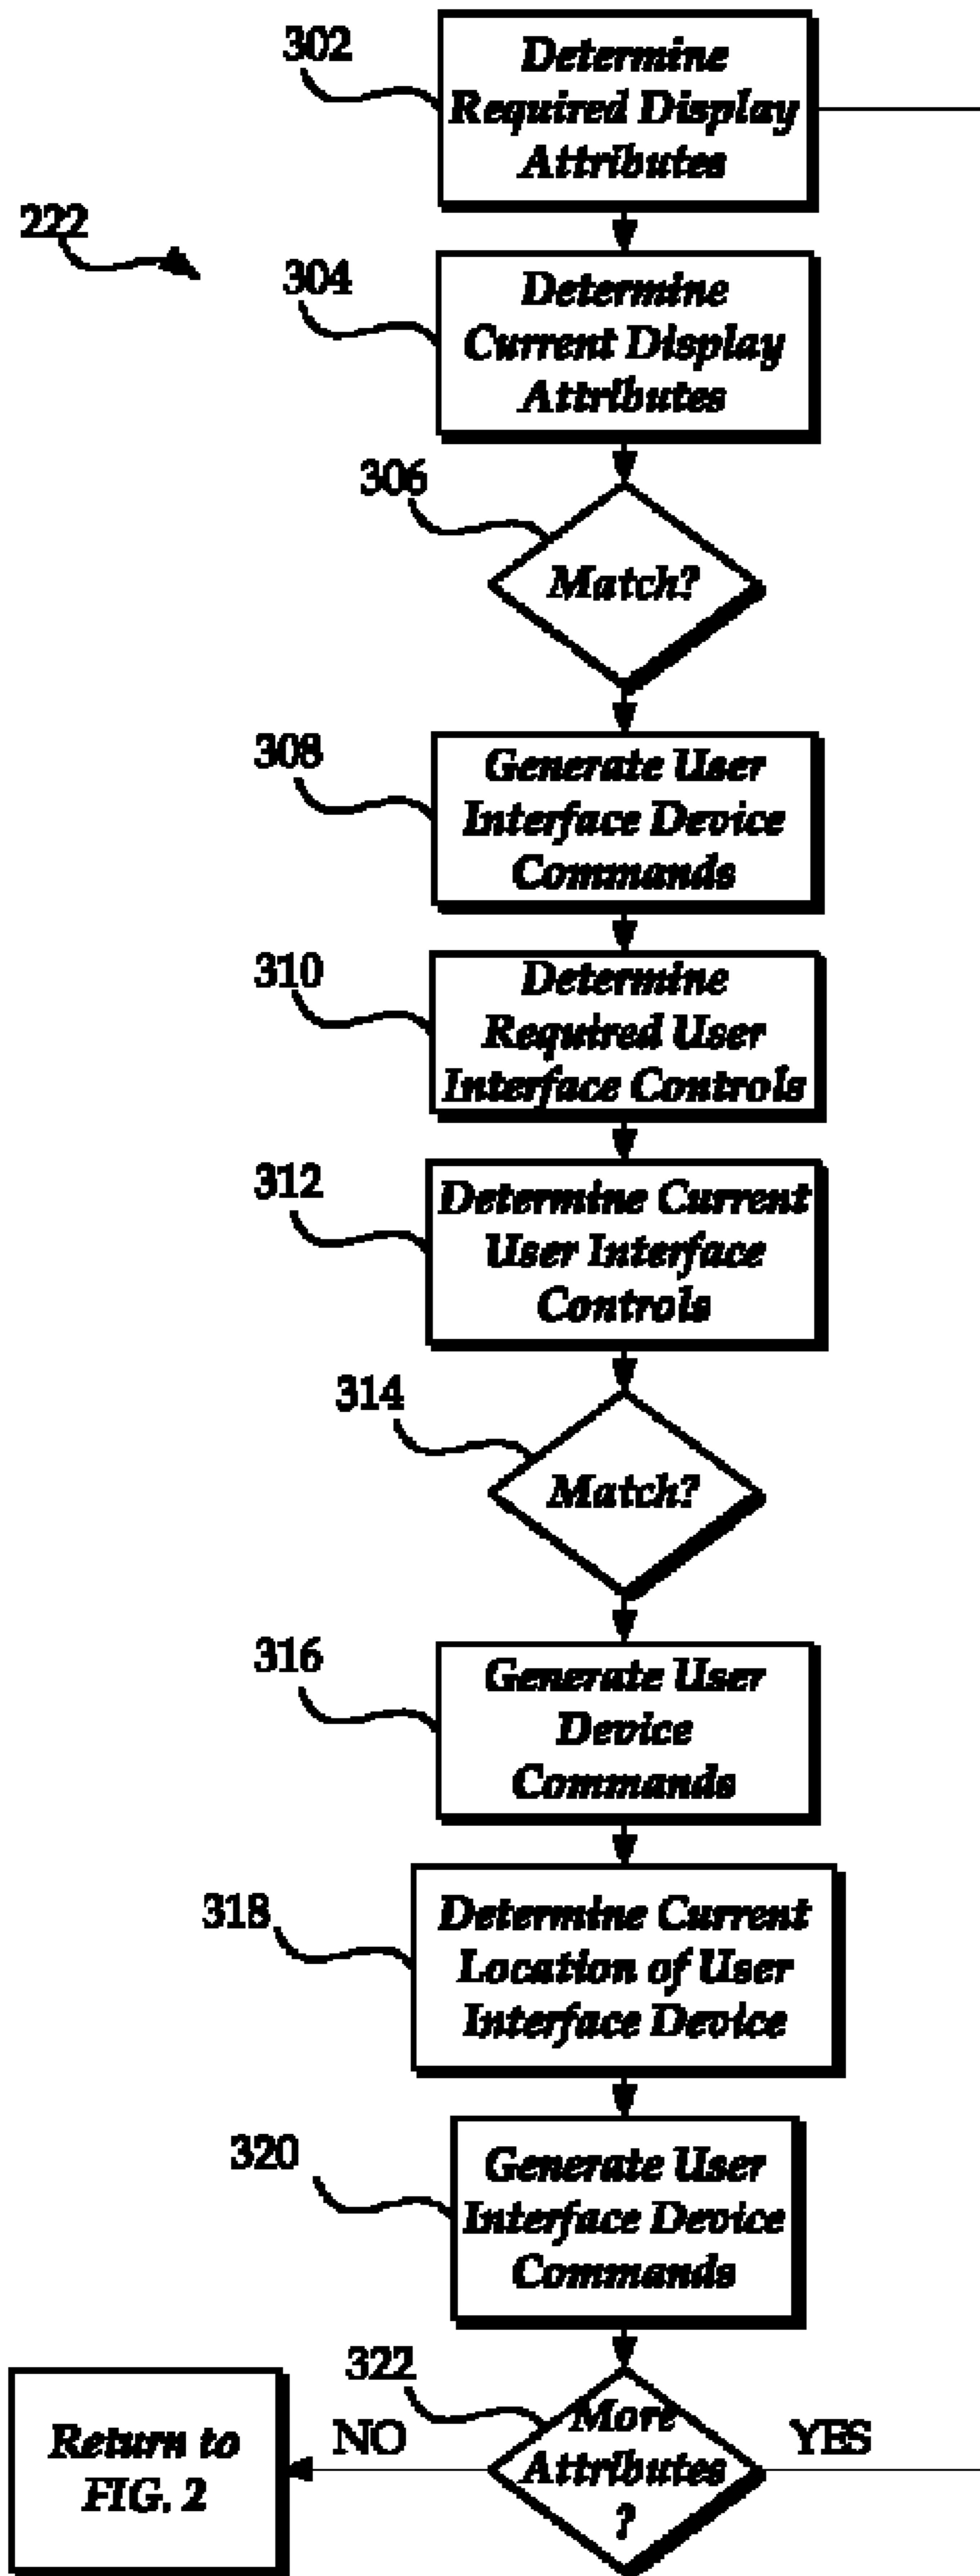 302
Determine
Required Display
Attributes
222
304
Determine
Current Display
Attributes
306
Match?
308
Generate User
Interface Device
Commands
310
Determine
Required User
Interface Controls
312
Determine Current
User Interface
Controls
314
Match?
316
Generate User
Device
Commands
318
Determine Current
Location of User
Interface Device
320
Generate User
Interface Device
Commands
322
More
Attributes
?
NO
YES
Return to
FIG. 2